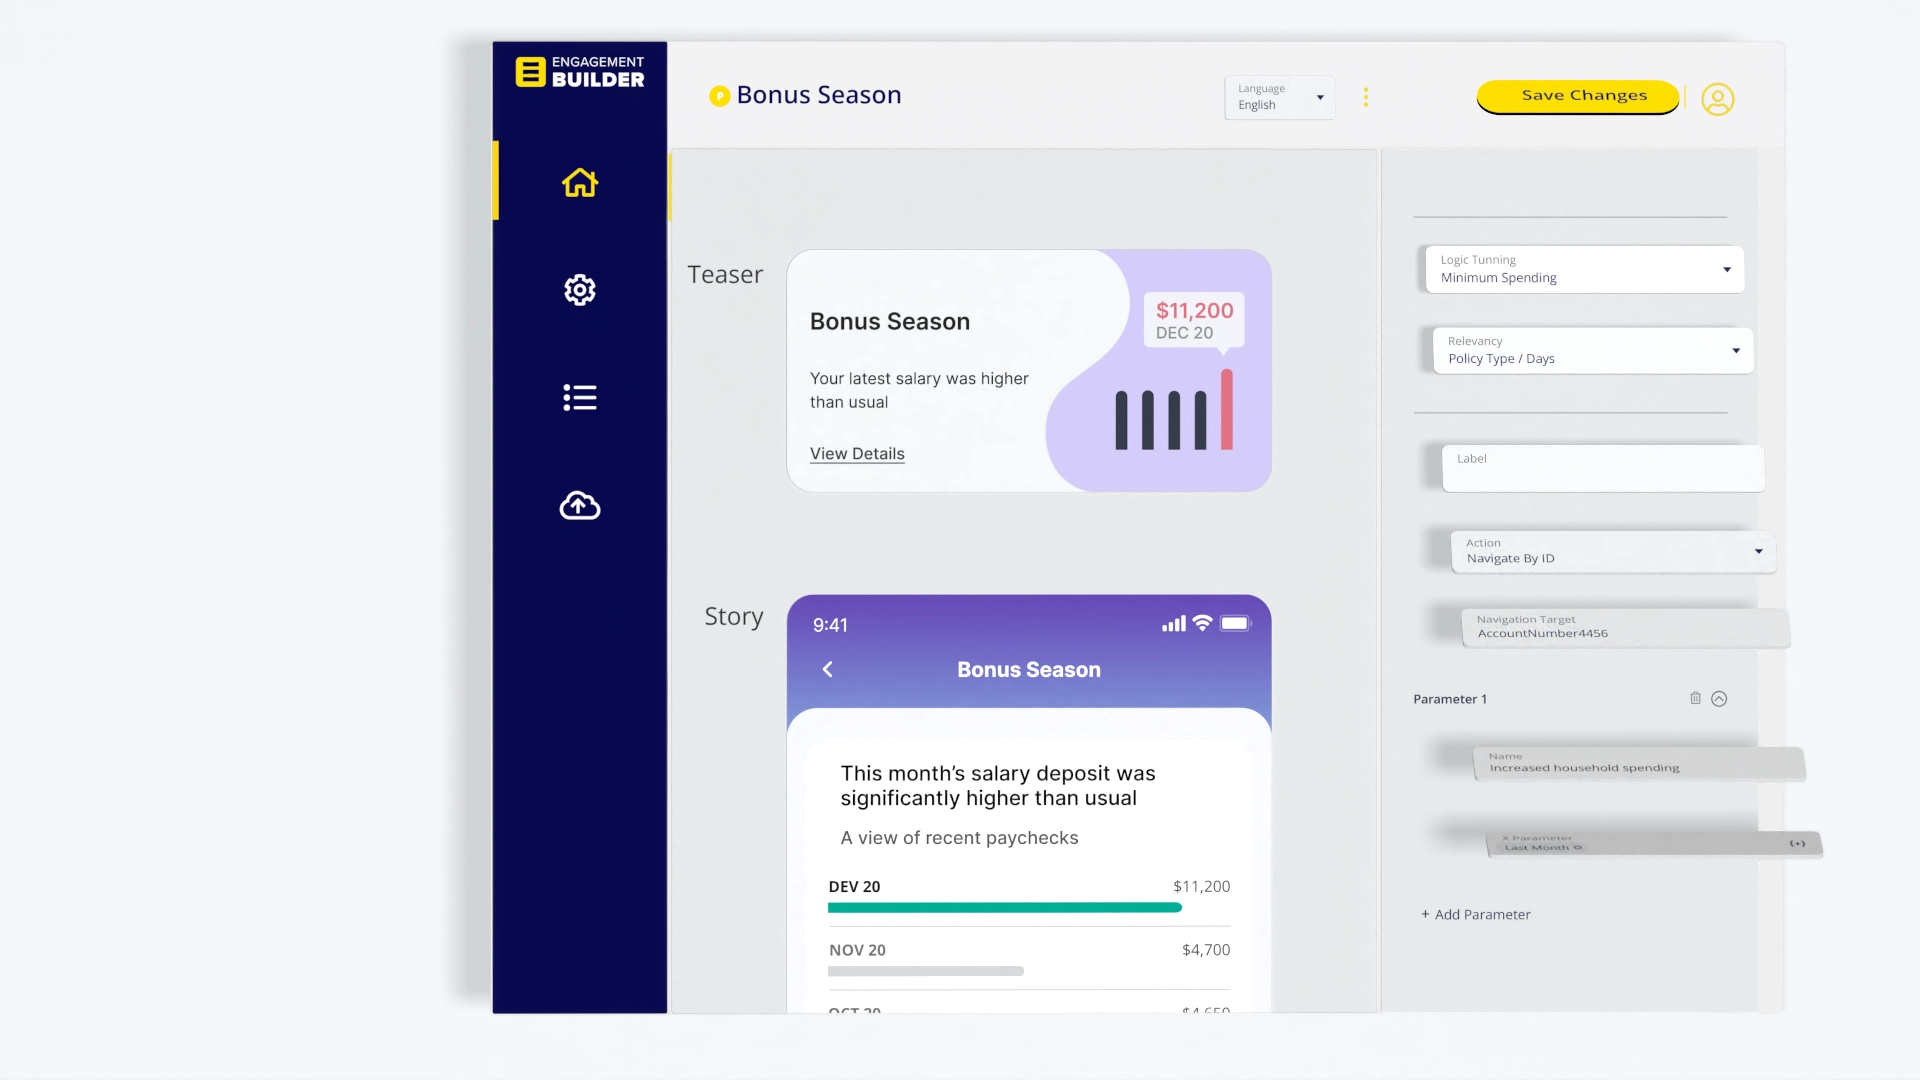 ENGAGEMENT
BUILDER
P
Bonus Season
Language
English
Save Changes
Teaser
Bonus Season
Your latest salary was higher
than usual
View Details
$11,200
DEC 20
Story
9:41
Bonus Season
This month’s salary deposit was
significantly higher than usual
A view of recent paychecks
DEV 20 $11,200
NOV 20 $4,700
OCT 20 $4,650
Logic Tunning
Minimum Spending
Relevancy
Policy Type / Days
Label
Action
Navigate By ID
Navigation Target
AccountNumber4456
Parameter 1
Name
Increased household spending
X Parameter
Last Month
{+}
+ Add Parameter